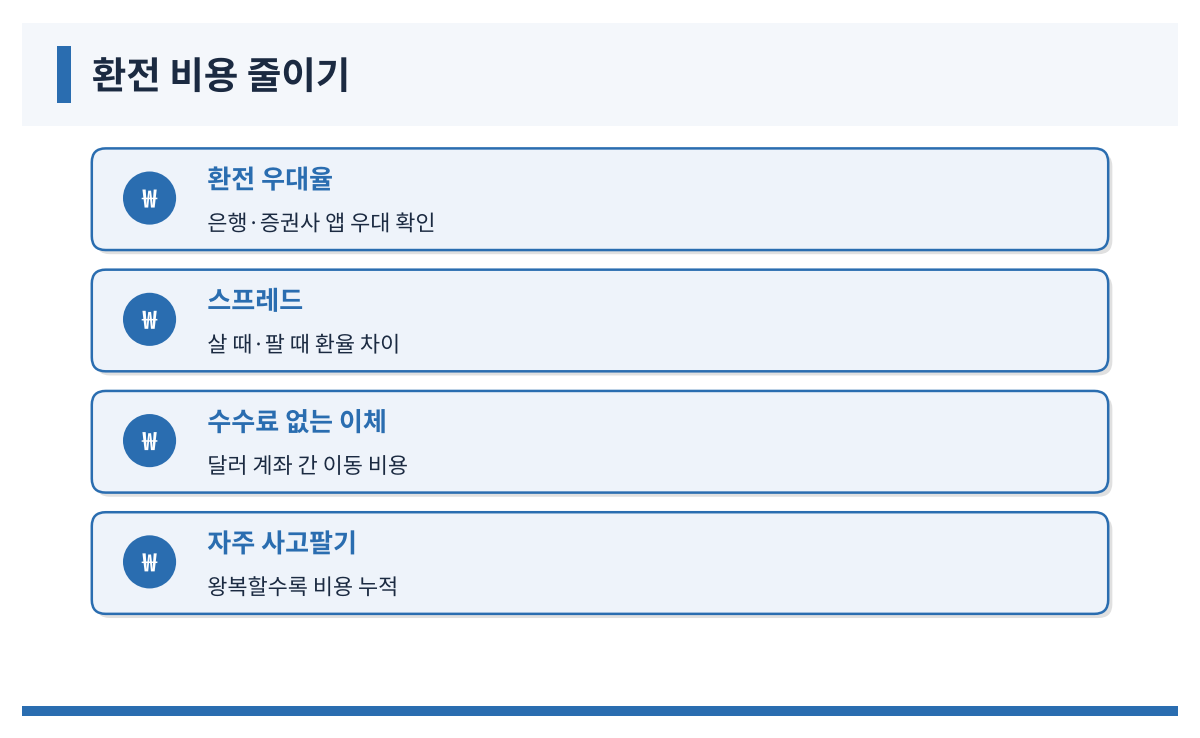 환전 비용 줄이기
₩
환전 우대율
은행·증권사 앱 우대 확인
₩
스프레드
살 때·팔 때 환율 차이
₩
수수료 없는 이체
달러 계좌 간 이동 비용
₩
자주 사고팔기
왕복할수록 비용 누적